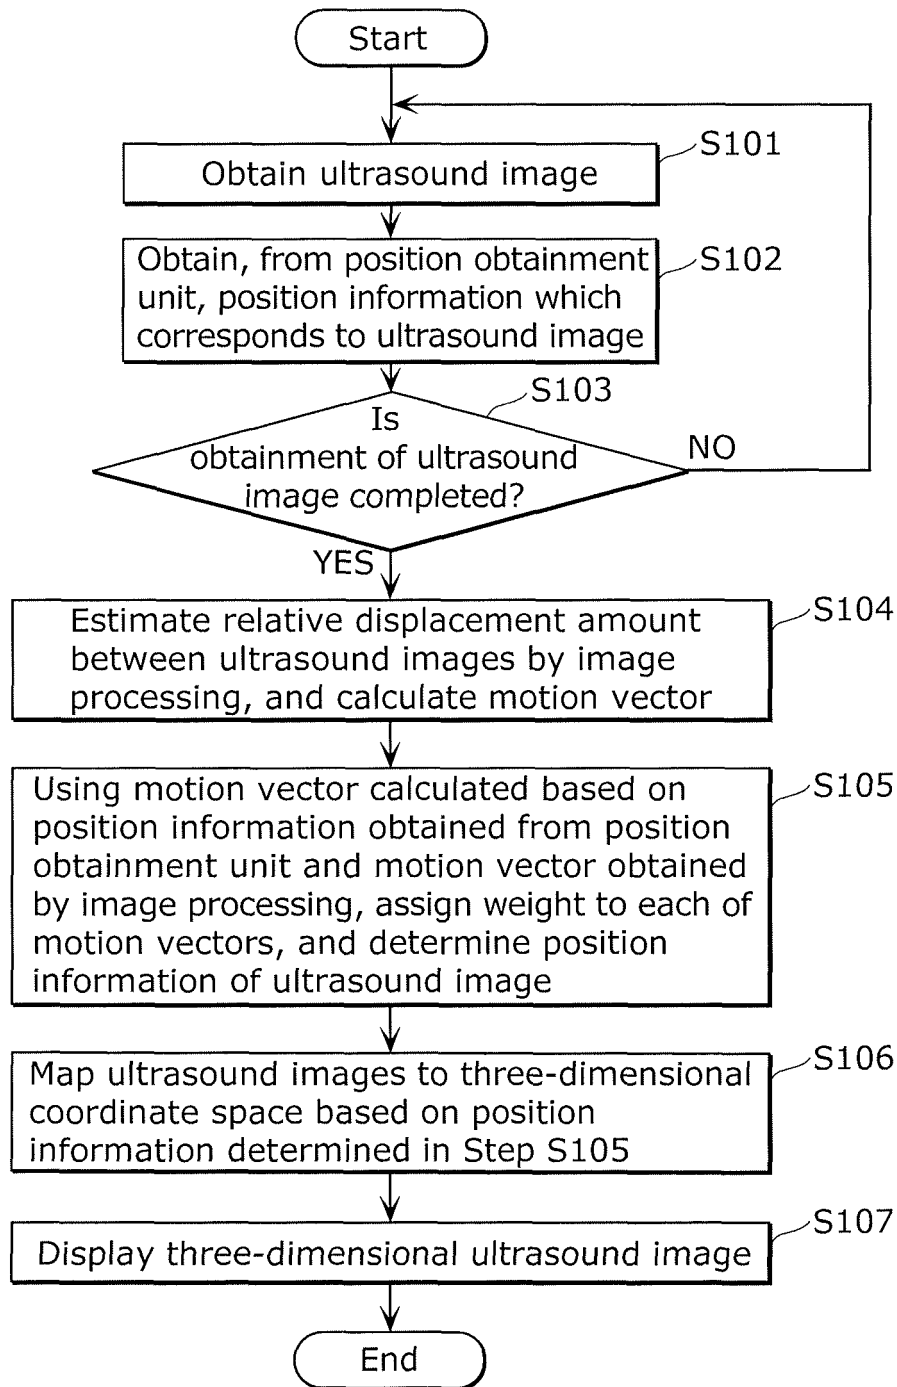 Start
S101
Obtain ultrasound image
S102
Obtain, from position obtainment
unit, position information which
corresponds to ultrasound image
S103
Is
obtainment of ultrasound
image completed?
NO
YES
S104
Estimate relative displacement amount
between ultrasound images by image
processing, and calculate motion vector
S105
Using motion vector calculated based on
position information obtained from position
obtainment unit and motion vector obtained
by image processing, assign weight to each of
motion vectors, and determine position
information of ultrasound image
S106
Map ultrasound images to three-dimensional
coordinate space based on position
information determined in Step S105
S107
Display three-dimensional ultrasound image
End